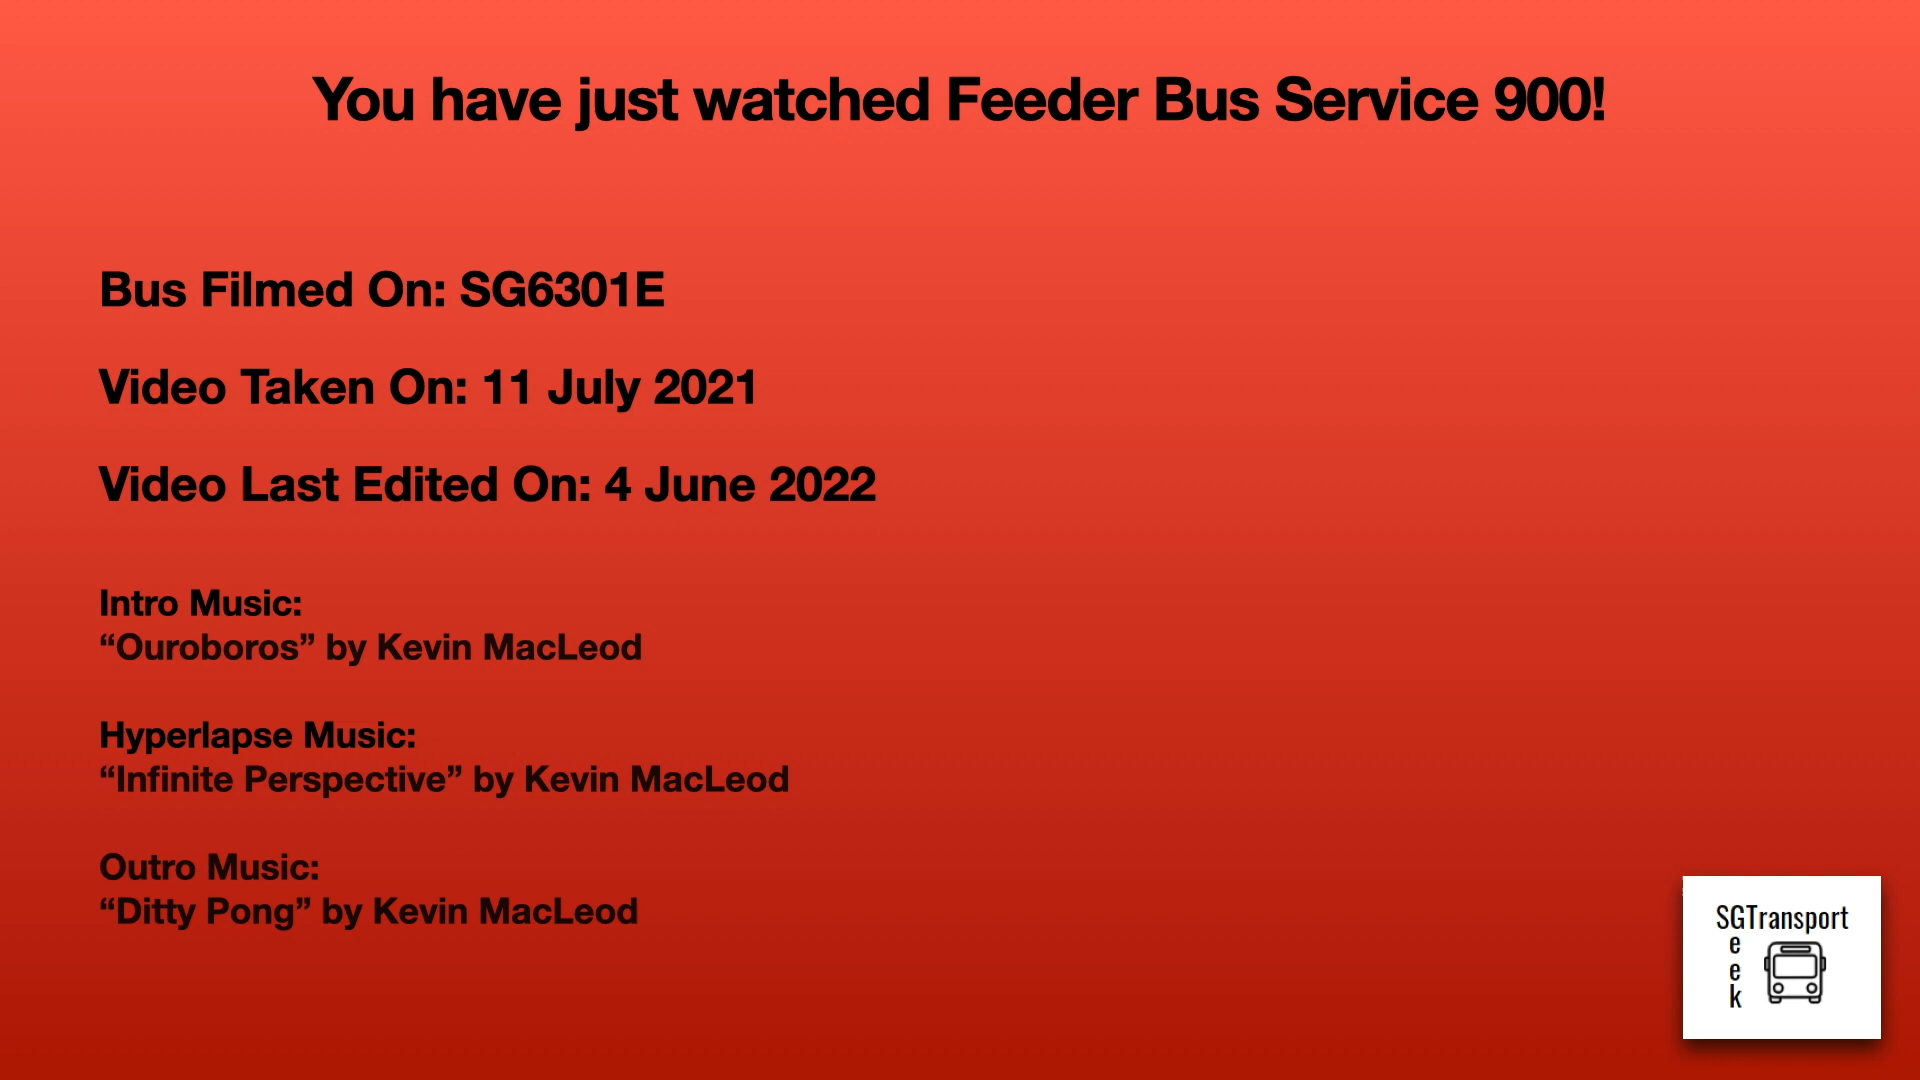 You have just watched Feeder Bus Service 900!
Bus Filmed On: SG6301E
Video Taken On: 11 July 2021
Video Last Edited On: 4 June 2022
Intro Music:
“Ouroboros” by Kevin MacLeod
Hyperlapse Music:
“Infinite Perspective” by Kevin MacLeod
Outro Music:
“Ditty Pong” by Kevin MacLeod
SGTransport
e
e
k